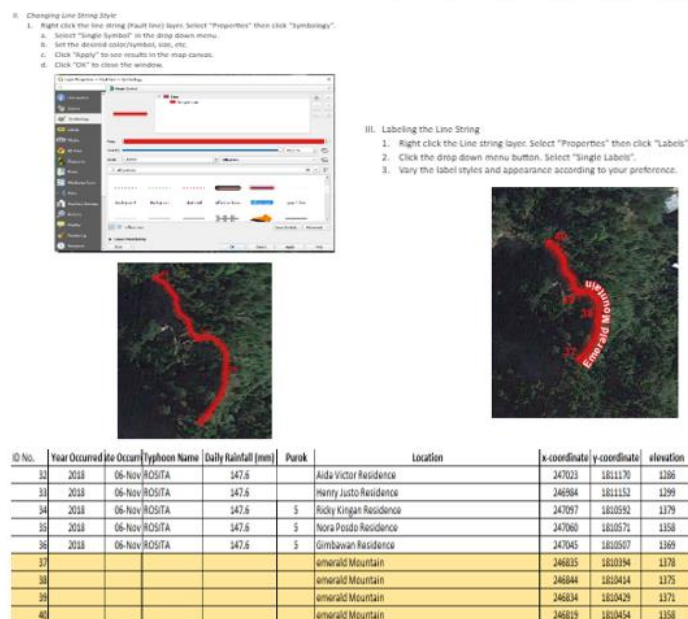 II. Changing Line String Style
1. Right click the line string (Fault line) layer. Select "Properties" then click "Symbology".
a. Select "Single Symbol" in the drop down menu.
b. Set the desired color/symbol, size, etc.
c. Click "Apply" to see results in the map canvas.
d. Click "OK" to close the window.
III. Labeling the Line String
1. Right click the Line string layer. Select "Properties" then click "Labels"
2. Click the drop down menu button. Select "Single Labels".
3. Vary the label styles and appearance according to your preference.
40
38
37
Emerald Mountain
ID No. Year Occurred te Occurr Typhoon Name Daily Rainfall (mm) Purok Location x-coordinate y-coordinate elevation
32 2018 06-Nov ROSITA 147.6 Aida Victor Residence 247023 1811170 1286
33 2018 06-Nov ROSITA 147.6 Henry Justo Residence 246984 1811152 1299
34 2018 06-Nov ROSITA 147.6 5 Ricky Kingan Residence 247097 1810592 1379
35 2018 06-Nov ROSITA 147.6 5 Nora Posdo Residence 247060 1810571 1358
36 2018 06-Nov ROSITA 147.6 5 Gimbawan Residence 247045 1810507 1369
37 emerald Mountain 246835 1810394 1378
38 emerald Mountain 246844 1810414 1375
39 emerald Mountain 246834 1810429 1371
40 emerald Mountain 246819 1810454 1358